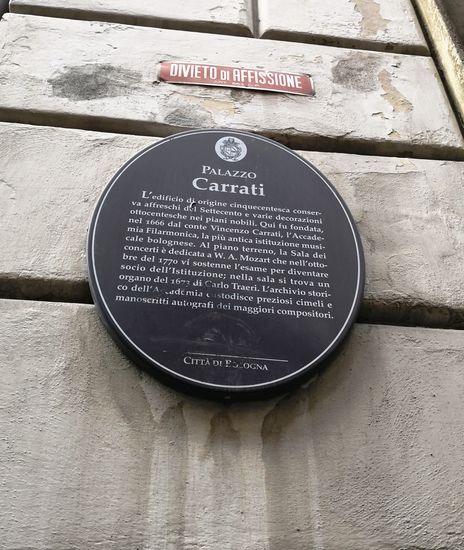 DIVIETO DI AFFISSIONE
PALAZZO
Carrati
L'edificio di origine cinquecentesca conser-
va affreschi del Settecento e varie decorazioni
ottocentesche nei piani nobili. Qui fu fondata,
nel 1666 dal conte Vincenzo Carrati, l'Accade-
mia Filarmonica, la più antica istituzione musi-
cale bolognese. Al piano terreno, la Sala dei
concerti è dedicata a W. A. Mozart che nell'otto-
bre del 1770 vi sostenne l'esame per diventare
socio dell'Istituzione; nella sala si trova un
organo del 1673 di Carlo Traeri. L'archivio stori-
co dell'Accademia custodisce preziosi cimeli e
manoscritti autografi dei maggiori compositori.
CITTÀ DI BOLOGNA